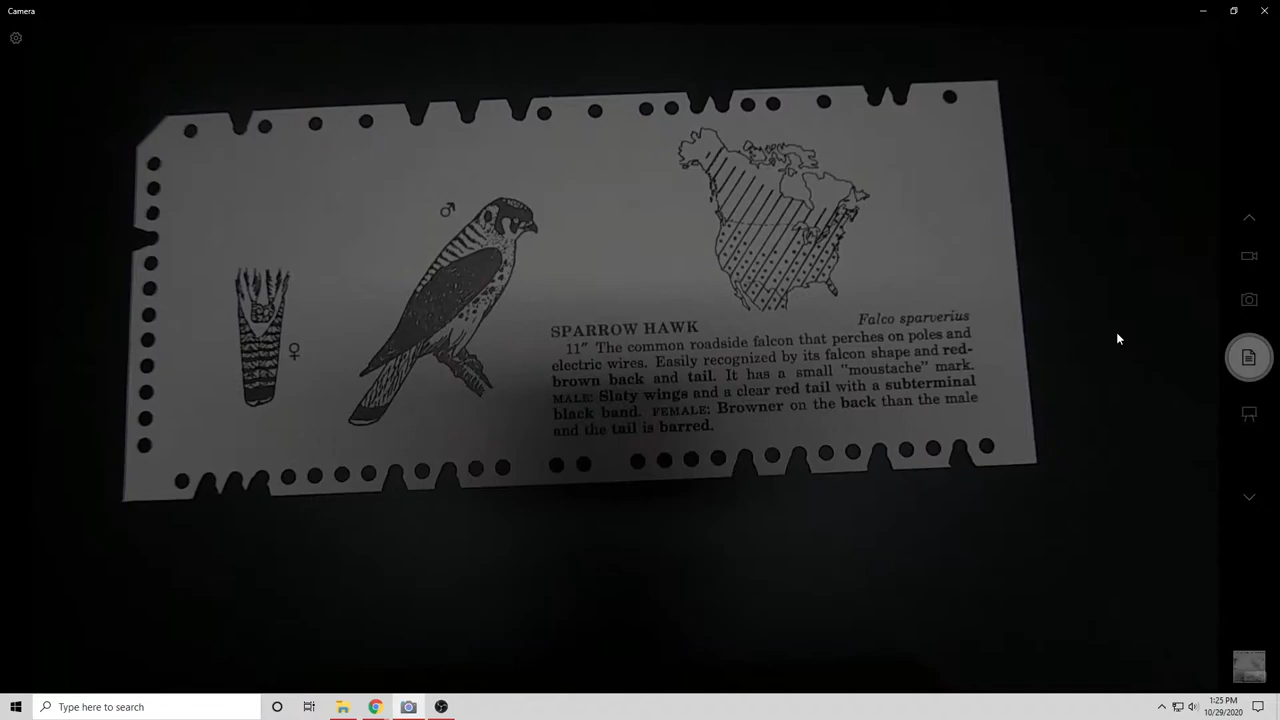 Camera
♂
♀
SPARROW HAWK
Falco sparverius
11″ The common roadside falcon that perches on poles and
electric wires. Easily recognized by its falcon shape and red-
brown back and tail. It has a small "moustache" mark.
MALE: Slaty wings and a clear red tail with a subterminal
black band. FEMALE: Browner on the back than the male
and the tail is barred.
Type here to search
1:25 PM
10/29/2020